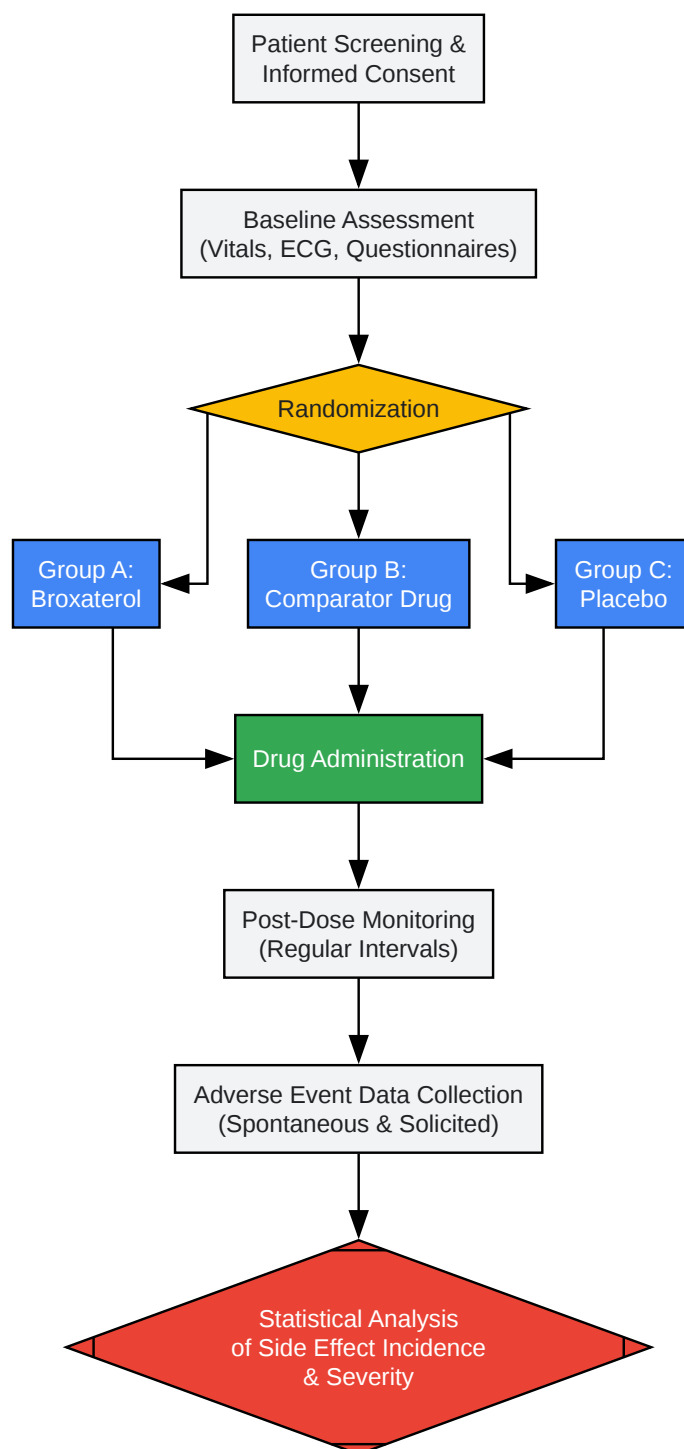 Patient Screening &
Informed Consent
Baseline Assessment
(Vitals, ECG, Questionnaires)
Randomization
Group A:
Broxaterol
Group B:
Comparator Drug
Group C:
Placebo
Drug Administration
Post-Dose Monitoring
(Regular Intervals)
Adverse Event Data Collection
(Spontaneous & Solicited)
Statistical Analysis
of Side Effect Incidence
& Severity